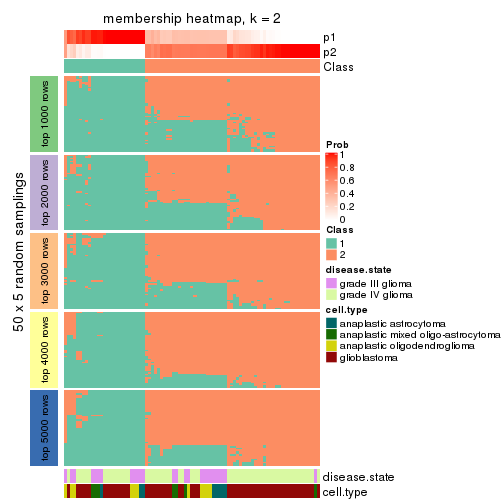 membership heatmap, k = 2
p1
p2
Class
50 x 5 random samplings
top 1000 rows
top 2000 rows
top 3000 rows
top 4000 rows
top 5000 rows
disease.state
cell.type
Prob
1
0.8
0.6
0.4
0.2
0
Class
1
2
disease.state
grade III glioma
grade IV glioma
cell.type
anaplastic astrocytoma
anaplastic mixed oligo-astrocytoma
anaplastic oligodendroglioma
glioblastoma